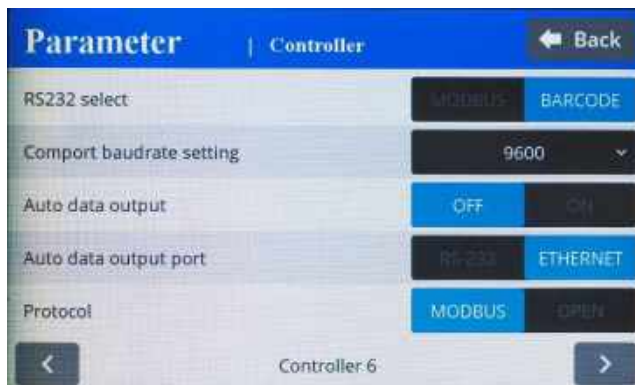 Parameter | Controller Back
RS232 select MODBUS BARCODE
Comport baudrate setting 9600
Auto data output OFF ON
Auto data output port RS-232 ETHERNET
Protocol MODBUS OPEN
Controller 6